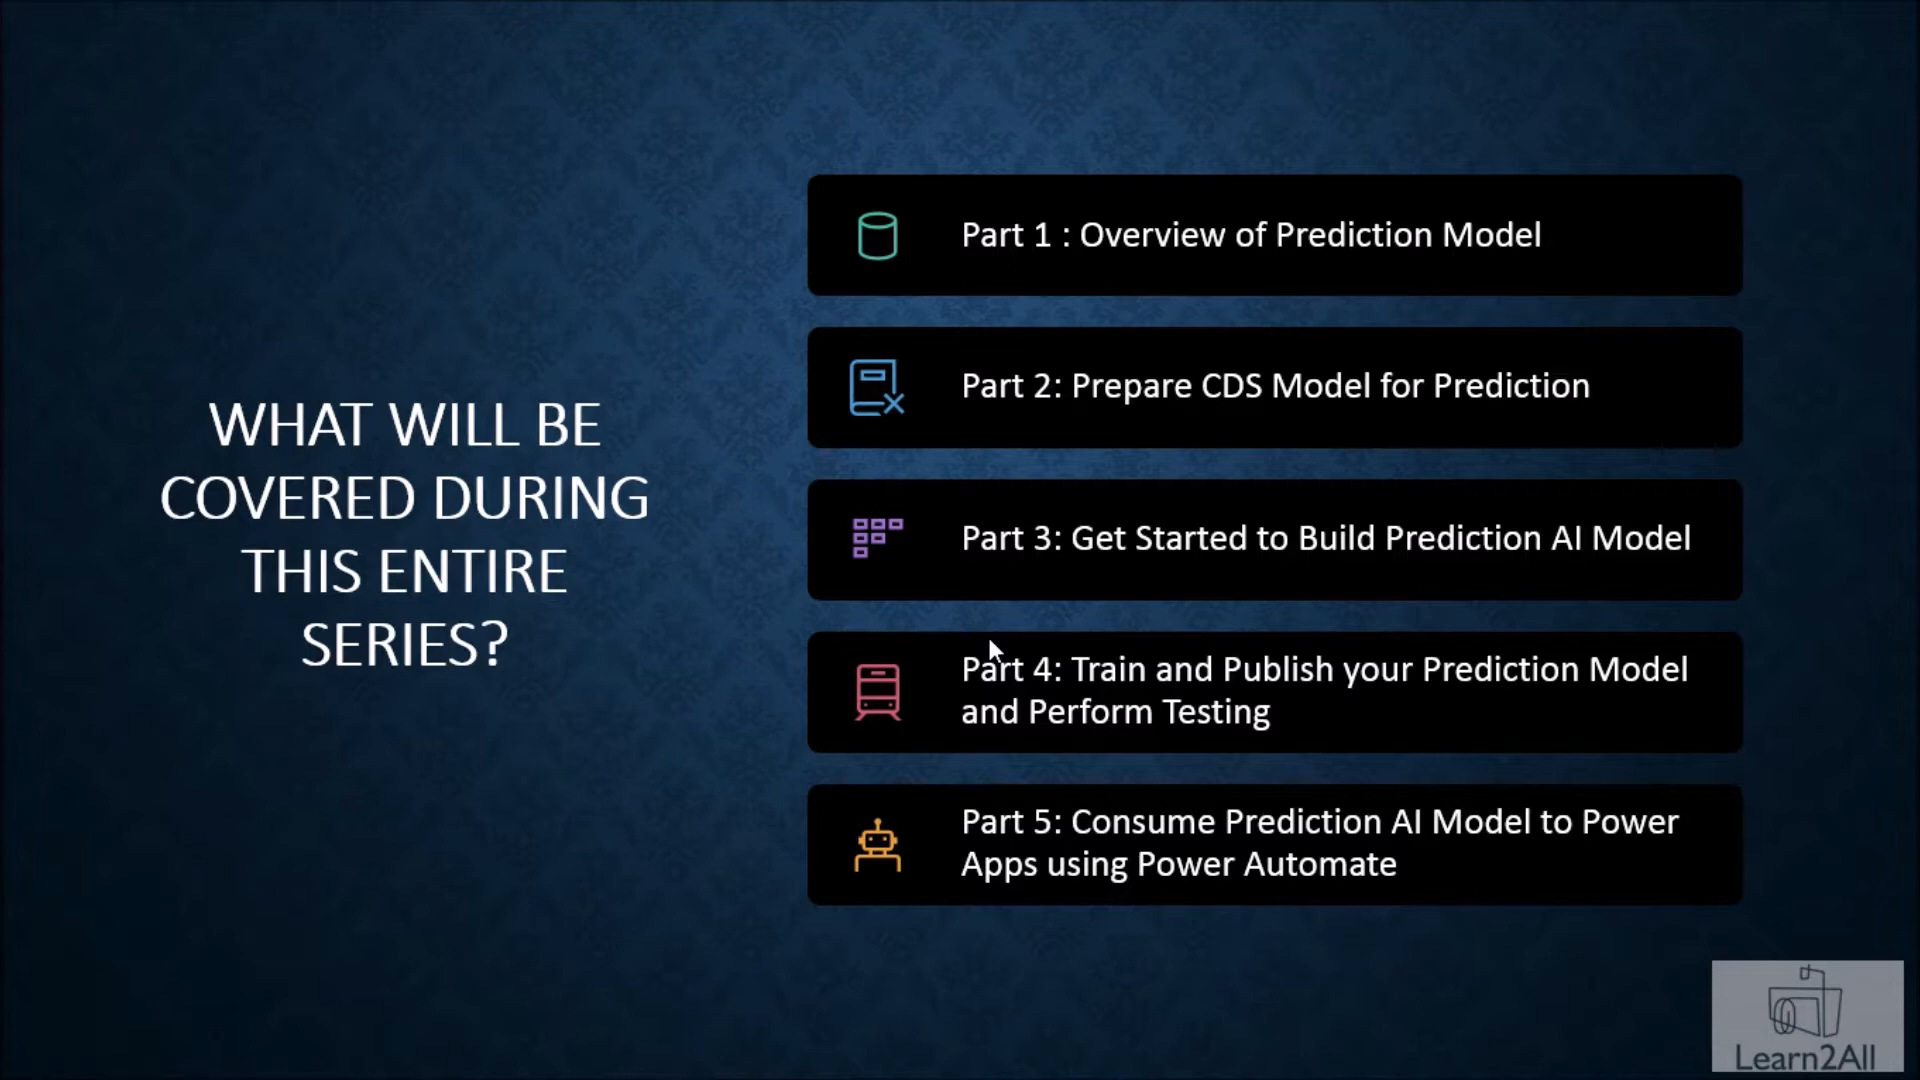 WHAT WILL BE
COVERED DURING
THIS ENTIRE
SERIES?
Part 1 : Overview of Prediction Model
Part 2: Prepare CDS Model for Prediction
Part 3: Get Started to Build Prediction AI Model
Part 4: Train and Publish your Prediction Model
and Perform Testing
Part 5: Consume Prediction AI Model to Power
Apps using Power Automate
Learn2All